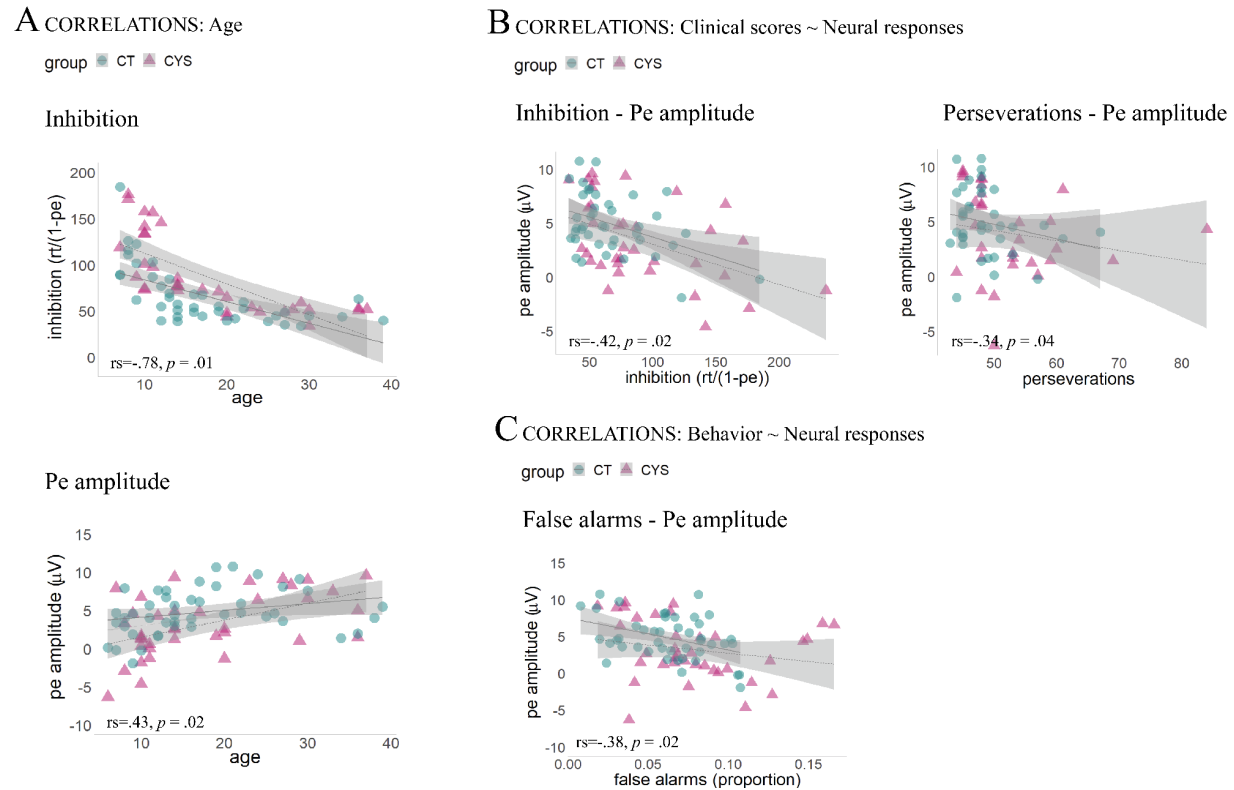 A CORRELATIONS: Age
group CT CYS
Inhibition
inhibition (rt/(1-pe)
200
150
100
50
0
rs=-.78, p = .01
10 20 30 40
age
Pe amplitude
pe amplitude (µV)
15
10
5
0
-5
-10
rs=.43, p = .02
10 20 30 40
age
B CORRELATIONS: Clinical scores ~ Neural responses
group CT CYS
Inhibition - Pe amplitude
pe amplitude (µV)
10
5
0
-5
rs=-.42, p = .02
50 100 150 200
inhibition (rt/(1-pe))
Perseverations - Pe amplitude
pe amplitude (µV)
10
5
0
-5
rs=-.34, p = .04
50 60 70 80
perseverations
C CORRELATIONS: Behavior ~ Neural responses
group CT CYS
False alarms - Pe amplitude
pe amplitude (µV)
15
10
5
0
-5
-10
rs=-.38, p = .02
0.00 0.05 0.10 0.15
false alarms (proportion)